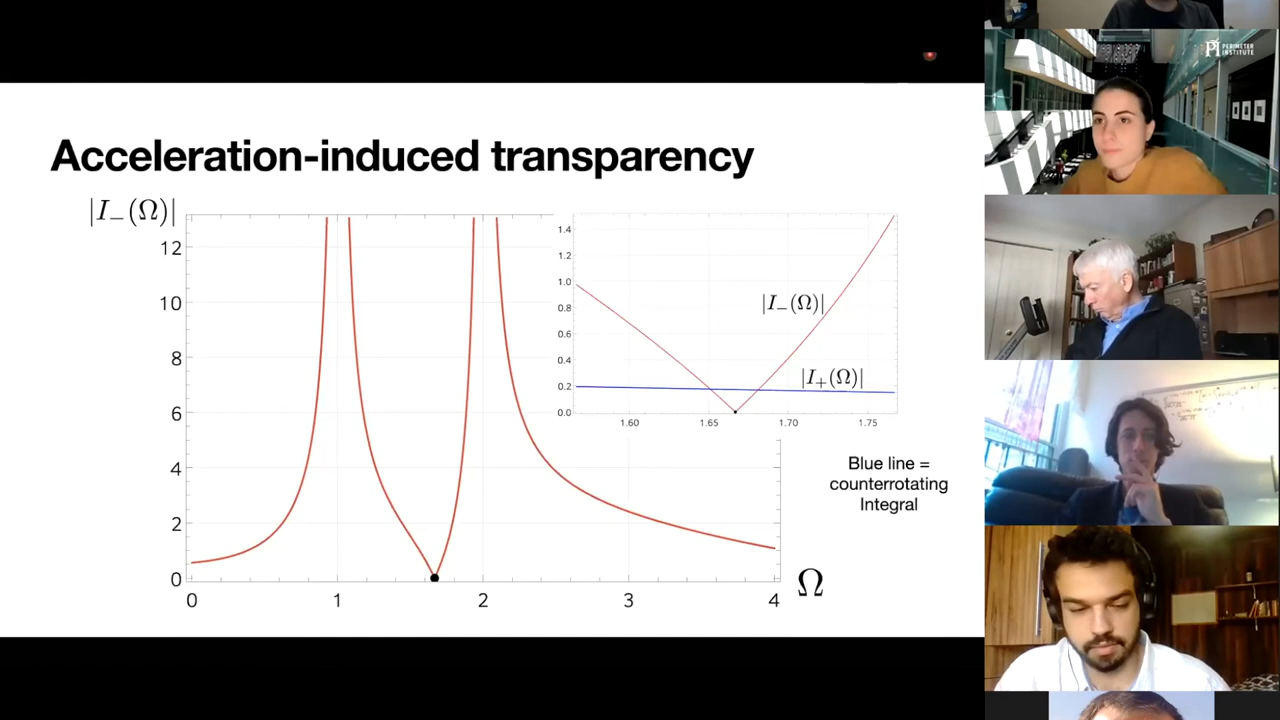 Acceleration-induced transparency
|I₋(Ω)|
12
10
8
6
4
2
0
0 1 2 3 4
Ω
1.4
1.2
1.0
0.8
0.6
0.4
0.2
0.0
1.60 1.65 1.70 1.75
|I₋(Ω)|
|I₊(Ω)|
Blue line =
counterrotating
Integral
PI PERIMETER
INSTITUTE